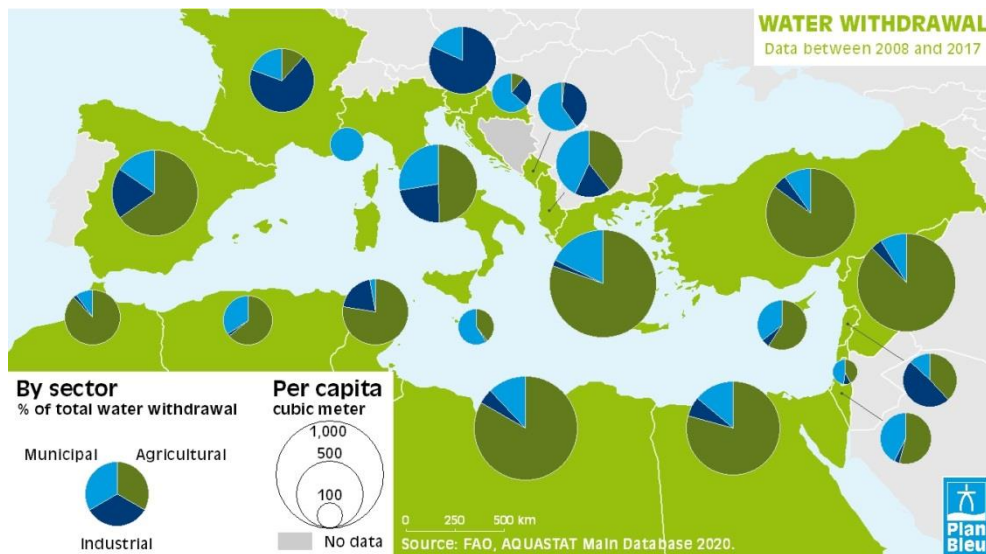 WATER WITHDRAWAL
Data between 2008 and 2017
By sector
% of total water withdrawal
Municipal
Agricultural
Industrial
Per capita
cubic meter
1,000
500
100
No data
0 250 500 km
Source: FAO, AQUASTAT Main Database 2020.
Plan
Bleu